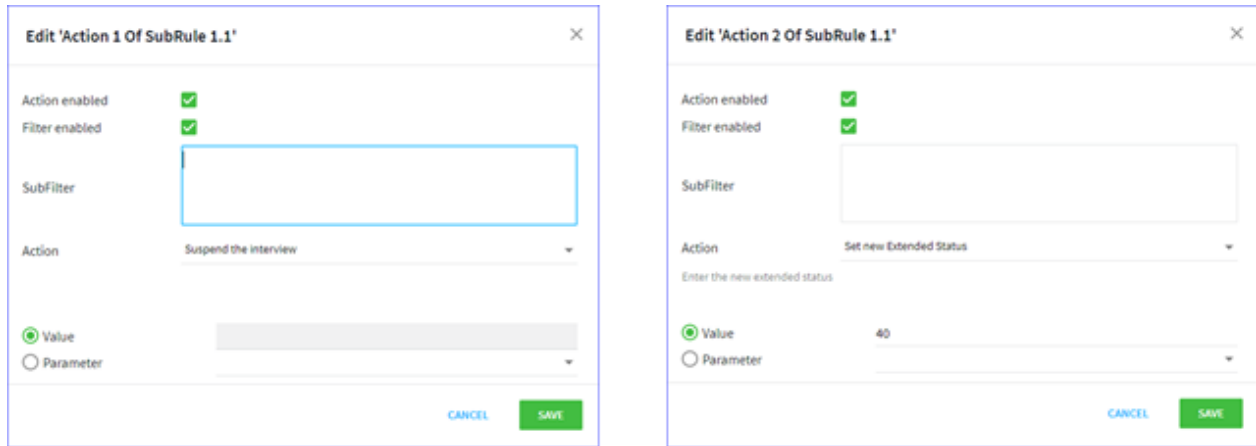 Edit 'Action 1 Of SubRule 1.1'
Action enabled
Filter enabled
SubFilter
Action
Suspend the interview
Value
Parameter
CANCEL
SAVE
Edit 'Action 2 Of SubRule 1.1'
Action enabled
Filter enabled
SubFilter
Action
Set new Extended Status
Enter the new extended status
Value
40
Parameter
CANCEL
SAVE